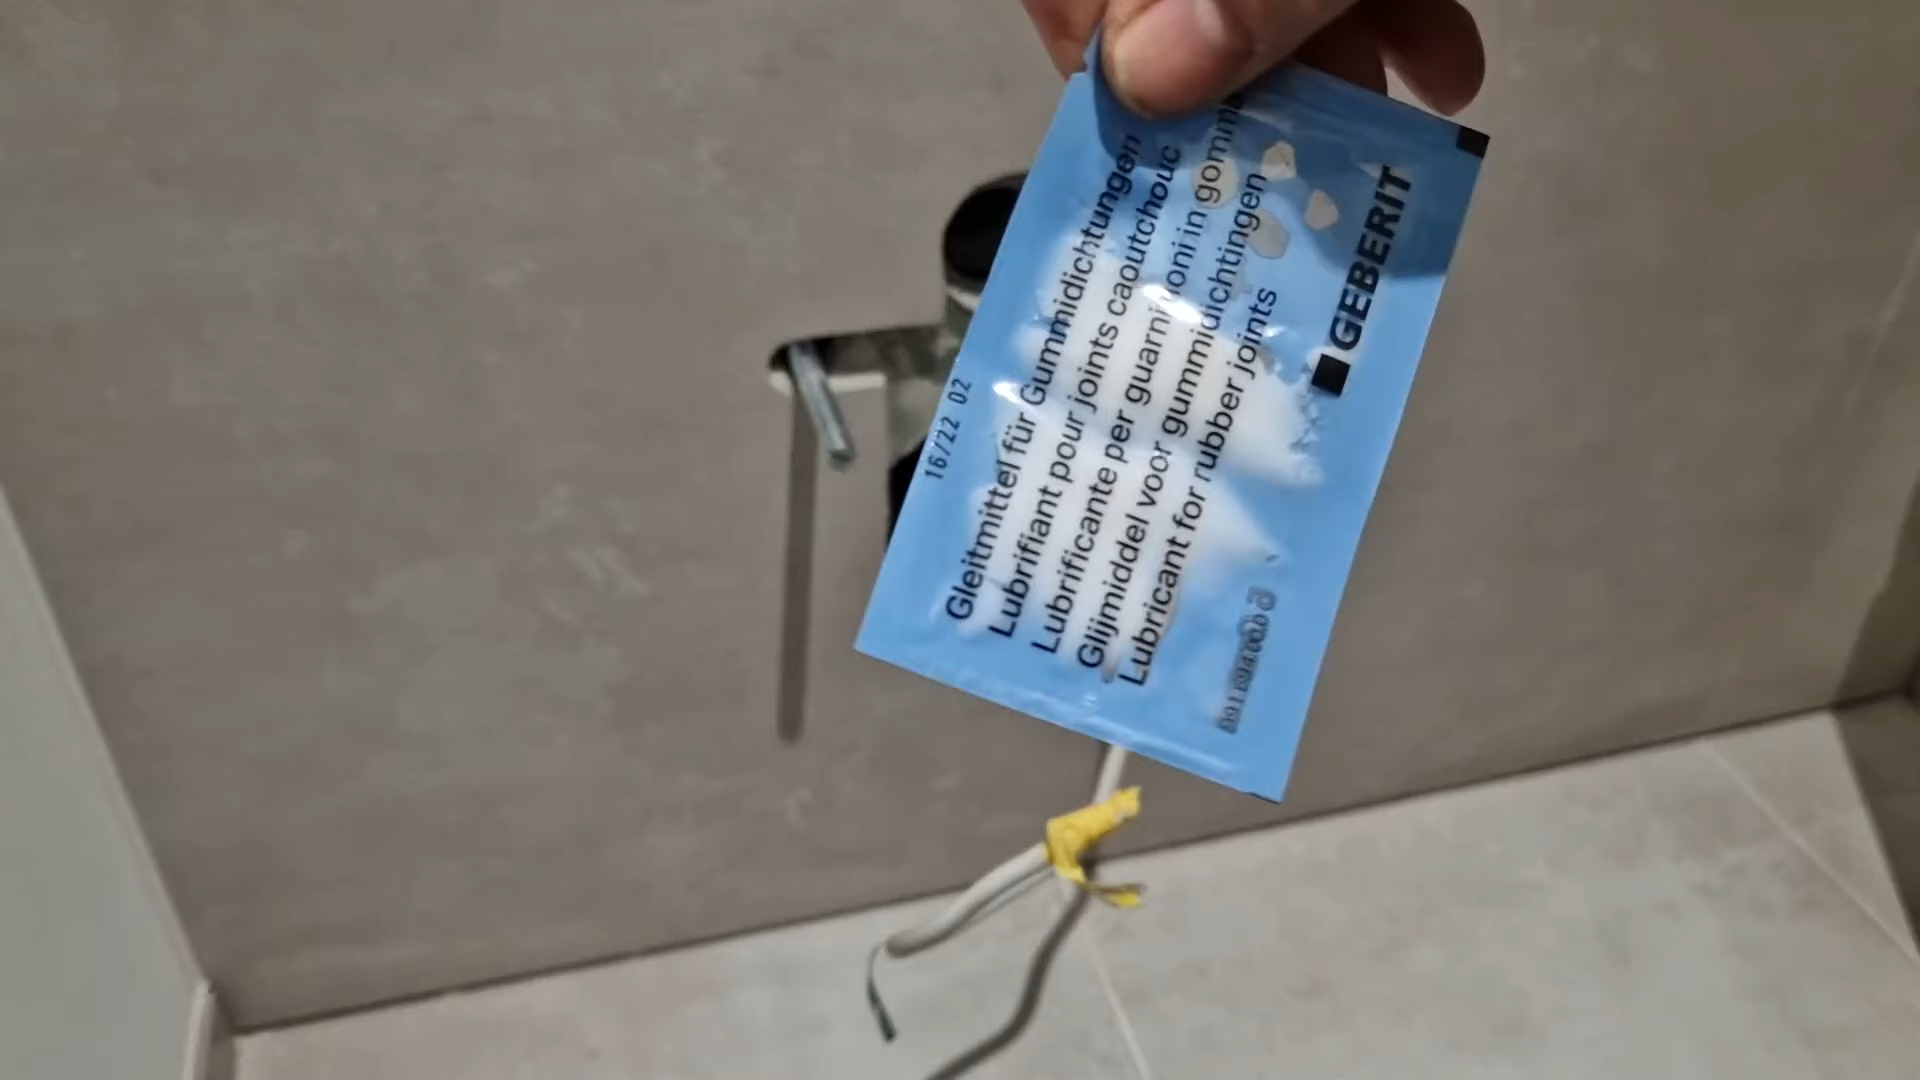 Gleitmittel für Gummidichtungen
Lubrifiant pour joints caoutchouc
Lubrificante per guarnizioni in gomma
Glijmiddel voor gummidichtingen
Lubricant for rubber joints
GEBERIT
16/22 02